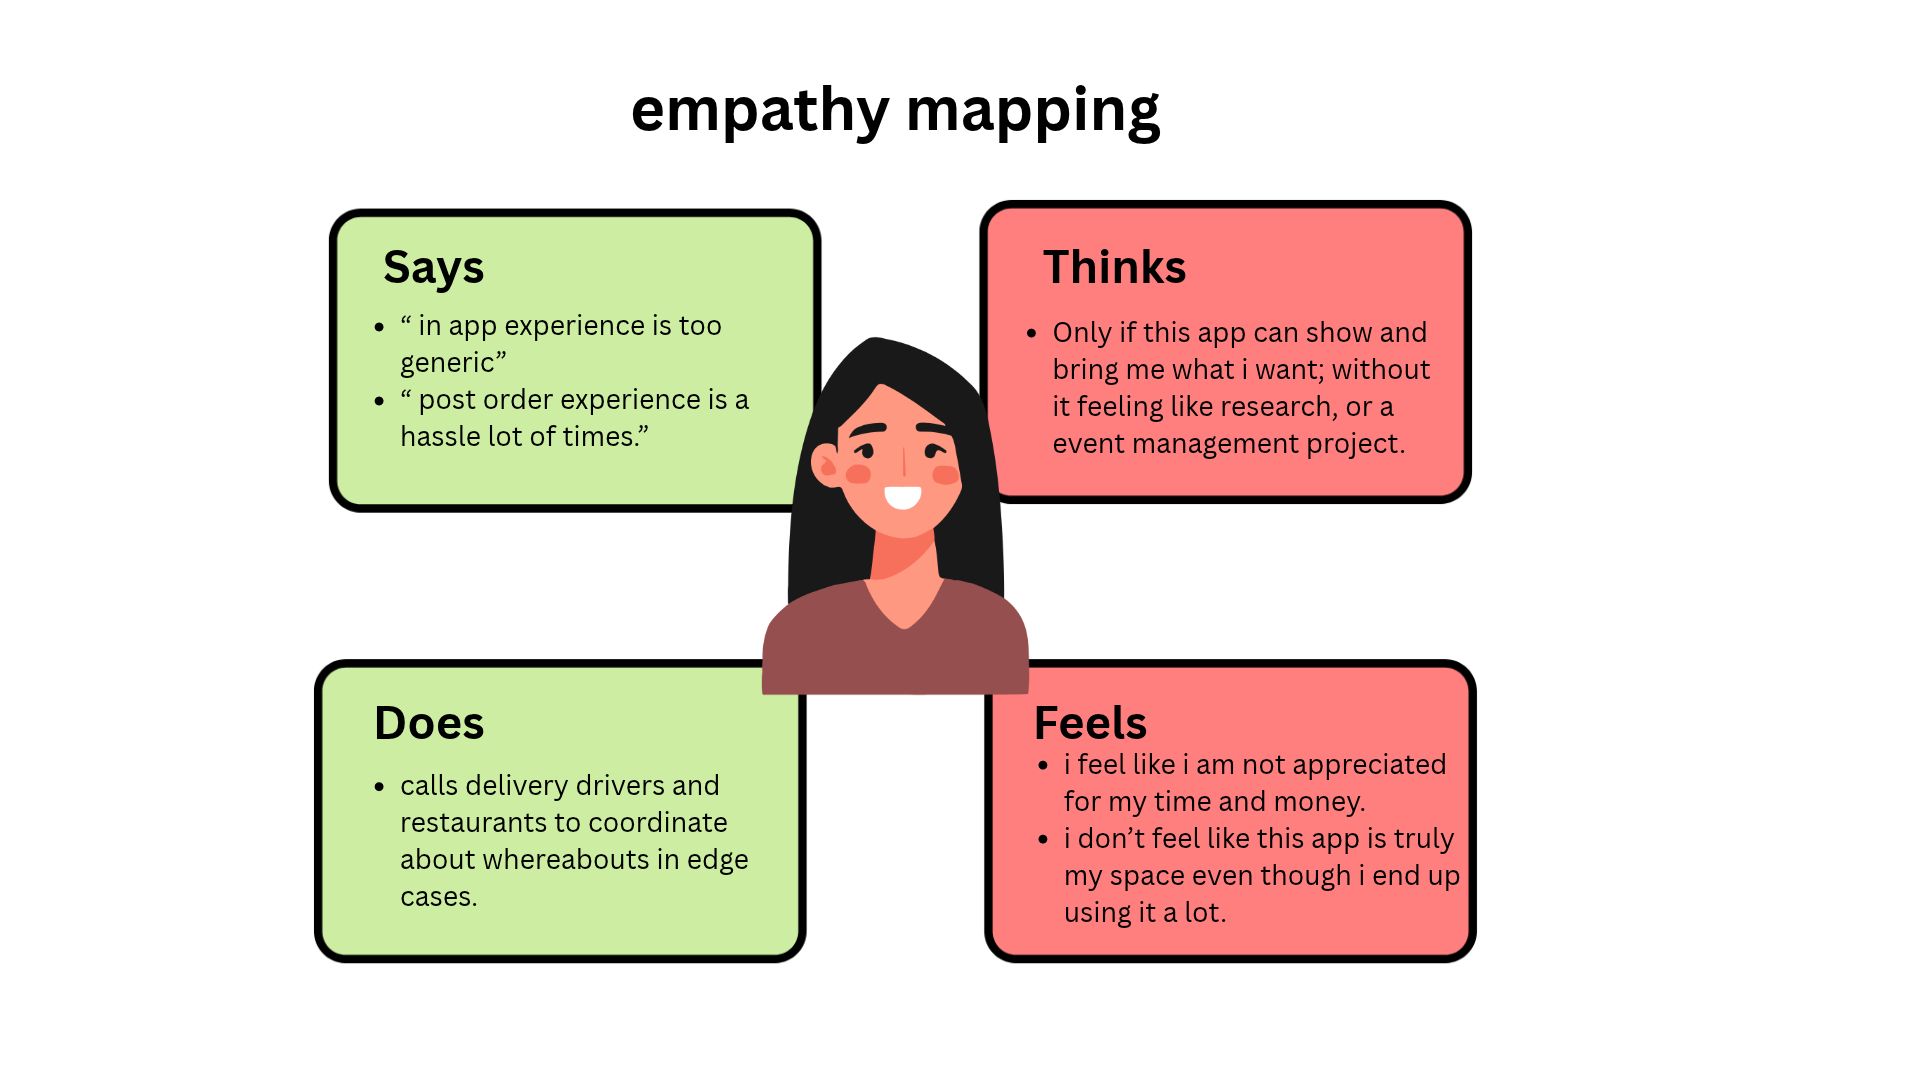 empathy mapping
Says
• “ in app experience is too
generic”
• “ post order experience is a
hassle lot of times.”
Thinks
• Only if this app can show and
bring me what i want; without
it feeling like research, or a
event management project.
Does
• calls delivery drivers and
restaurants to coordinate
about whereabouts in edge
cases.
Feels
• i feel like i am not appreciated
for my time and money.
• i don’t feel like this app is truly
my space even though i end up
using it a lot.